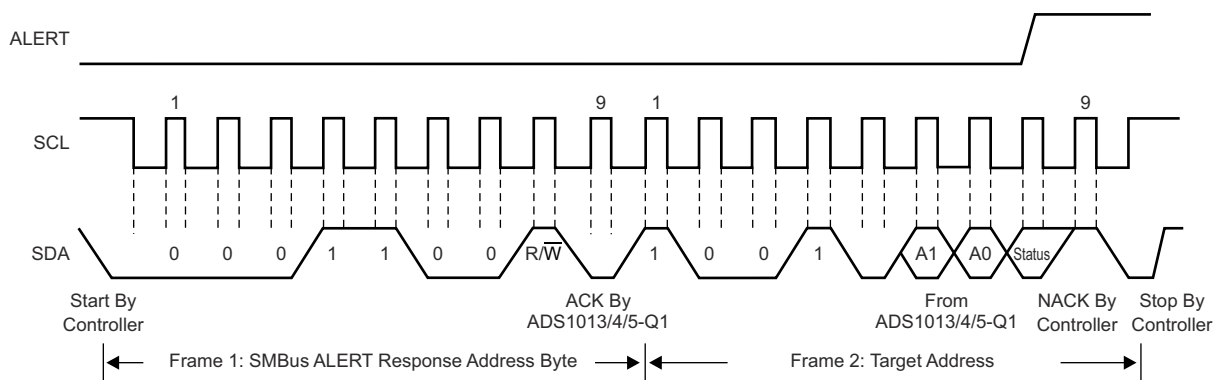 ALERT
1 9 1 9
SCL
SDA
0 0 0 1 1 0 0 R/W 1 0 0 1 A1 A0 Status
Start By
Controller
ACK By
ADS1013/4/5-Q1
From
ADS1013/4/5-Q1
NACK By
Controller
Stop By
Controller
Frame 1: SMBus ALERT Response Address Byte
Frame 2: Target Address